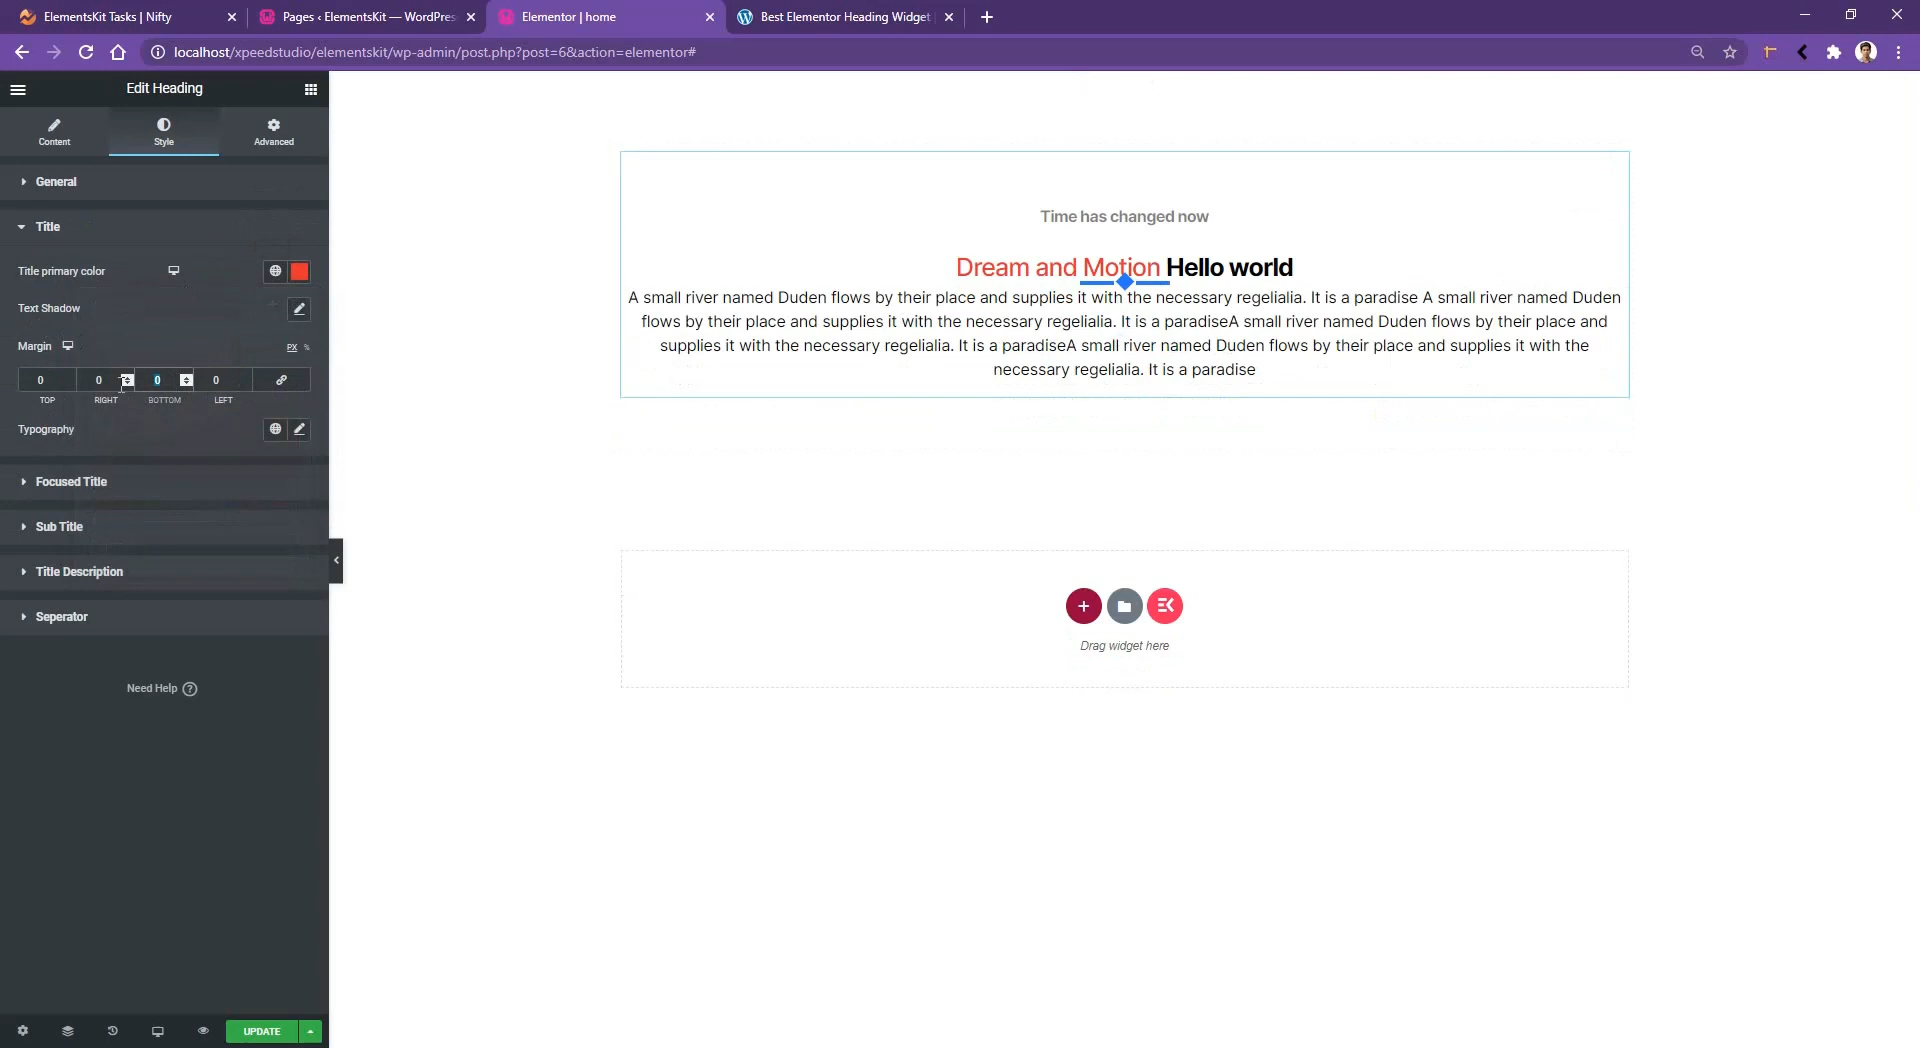 ElementsKit Tasks | Nifty
Pages ‹ ElementsKit — WordPres
Elementor | home
Best Elementor Heading Widget |
localhost/xpeedstudio/elementskit/wp-admin/post.php?post=6&action=elementor#
Edit Heading
Content
Style
Advanced
General
Title
Title primary color
Text Shadow
Margin
PX %
0 0 0 0
TOP RIGHT BOTTOM LEFT
Typography
Focused Title
Sub Title
Title Description
Seperator
Need Help ?
UPDATE
Time has changed now
Dream and Motion Hello world
A small river named Duden flows by their place and supplies it with the necessary regelialia. It is a paradise A small river named Duden
flows by their place and supplies it with the necessary regelialia. It is a paradiseA small river named Duden flows by their place and
supplies it with the necessary regelialia. It is a paradiseA small river named Duden flows by their place and supplies it with the
necessary regelialia. It is a paradise
Drag widget here